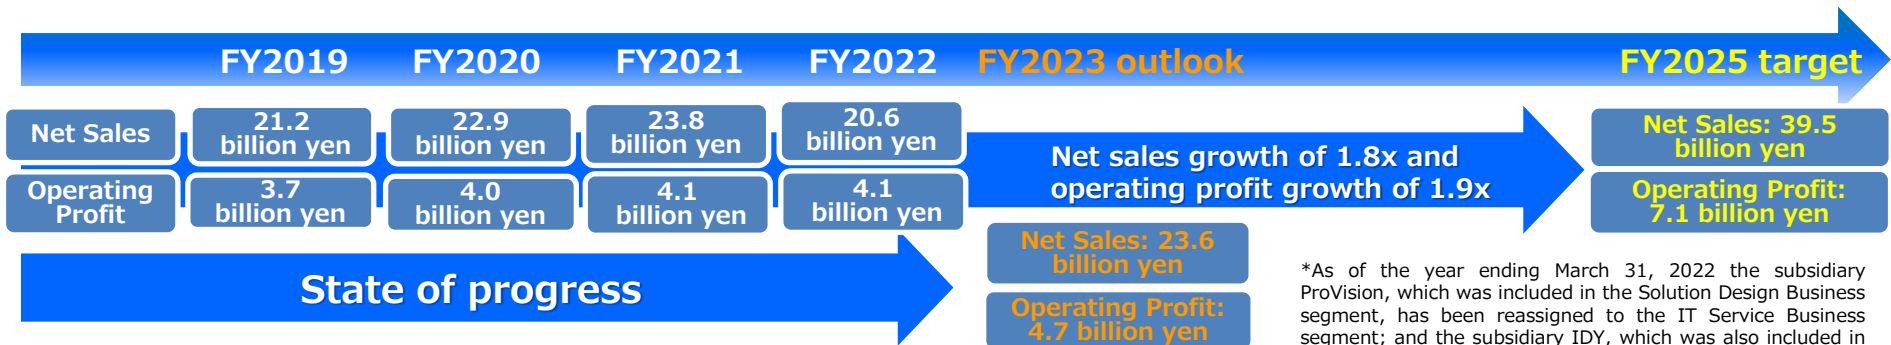 FY2019 FY2020 FY2021 FY2022 FY2023 outlook FY2025 target
Net Sales
21.2
billion yen
22.9
billion yen
23.8
billion yen
20.6
billion yen
Operating
Profit
3.7
billion yen
4.0
billion yen
4.1
billion yen
4.1
billion yen
Net sales growth of 1.8x and
operating profit growth of 1.9x
Net Sales: 39.5
billion yen
Operating Profit:
7.1 billion yen
State of progress
Net Sales: 23.6
billion yen
Operating Profit:
4.7 billion yen
*As of the year ending March 31, 2022 the subsidiary
ProVision, which was included in the Solution Design Business
segment, has been reassigned to the IT Service Business
segment; and the subsidiary IDY, which was also included in